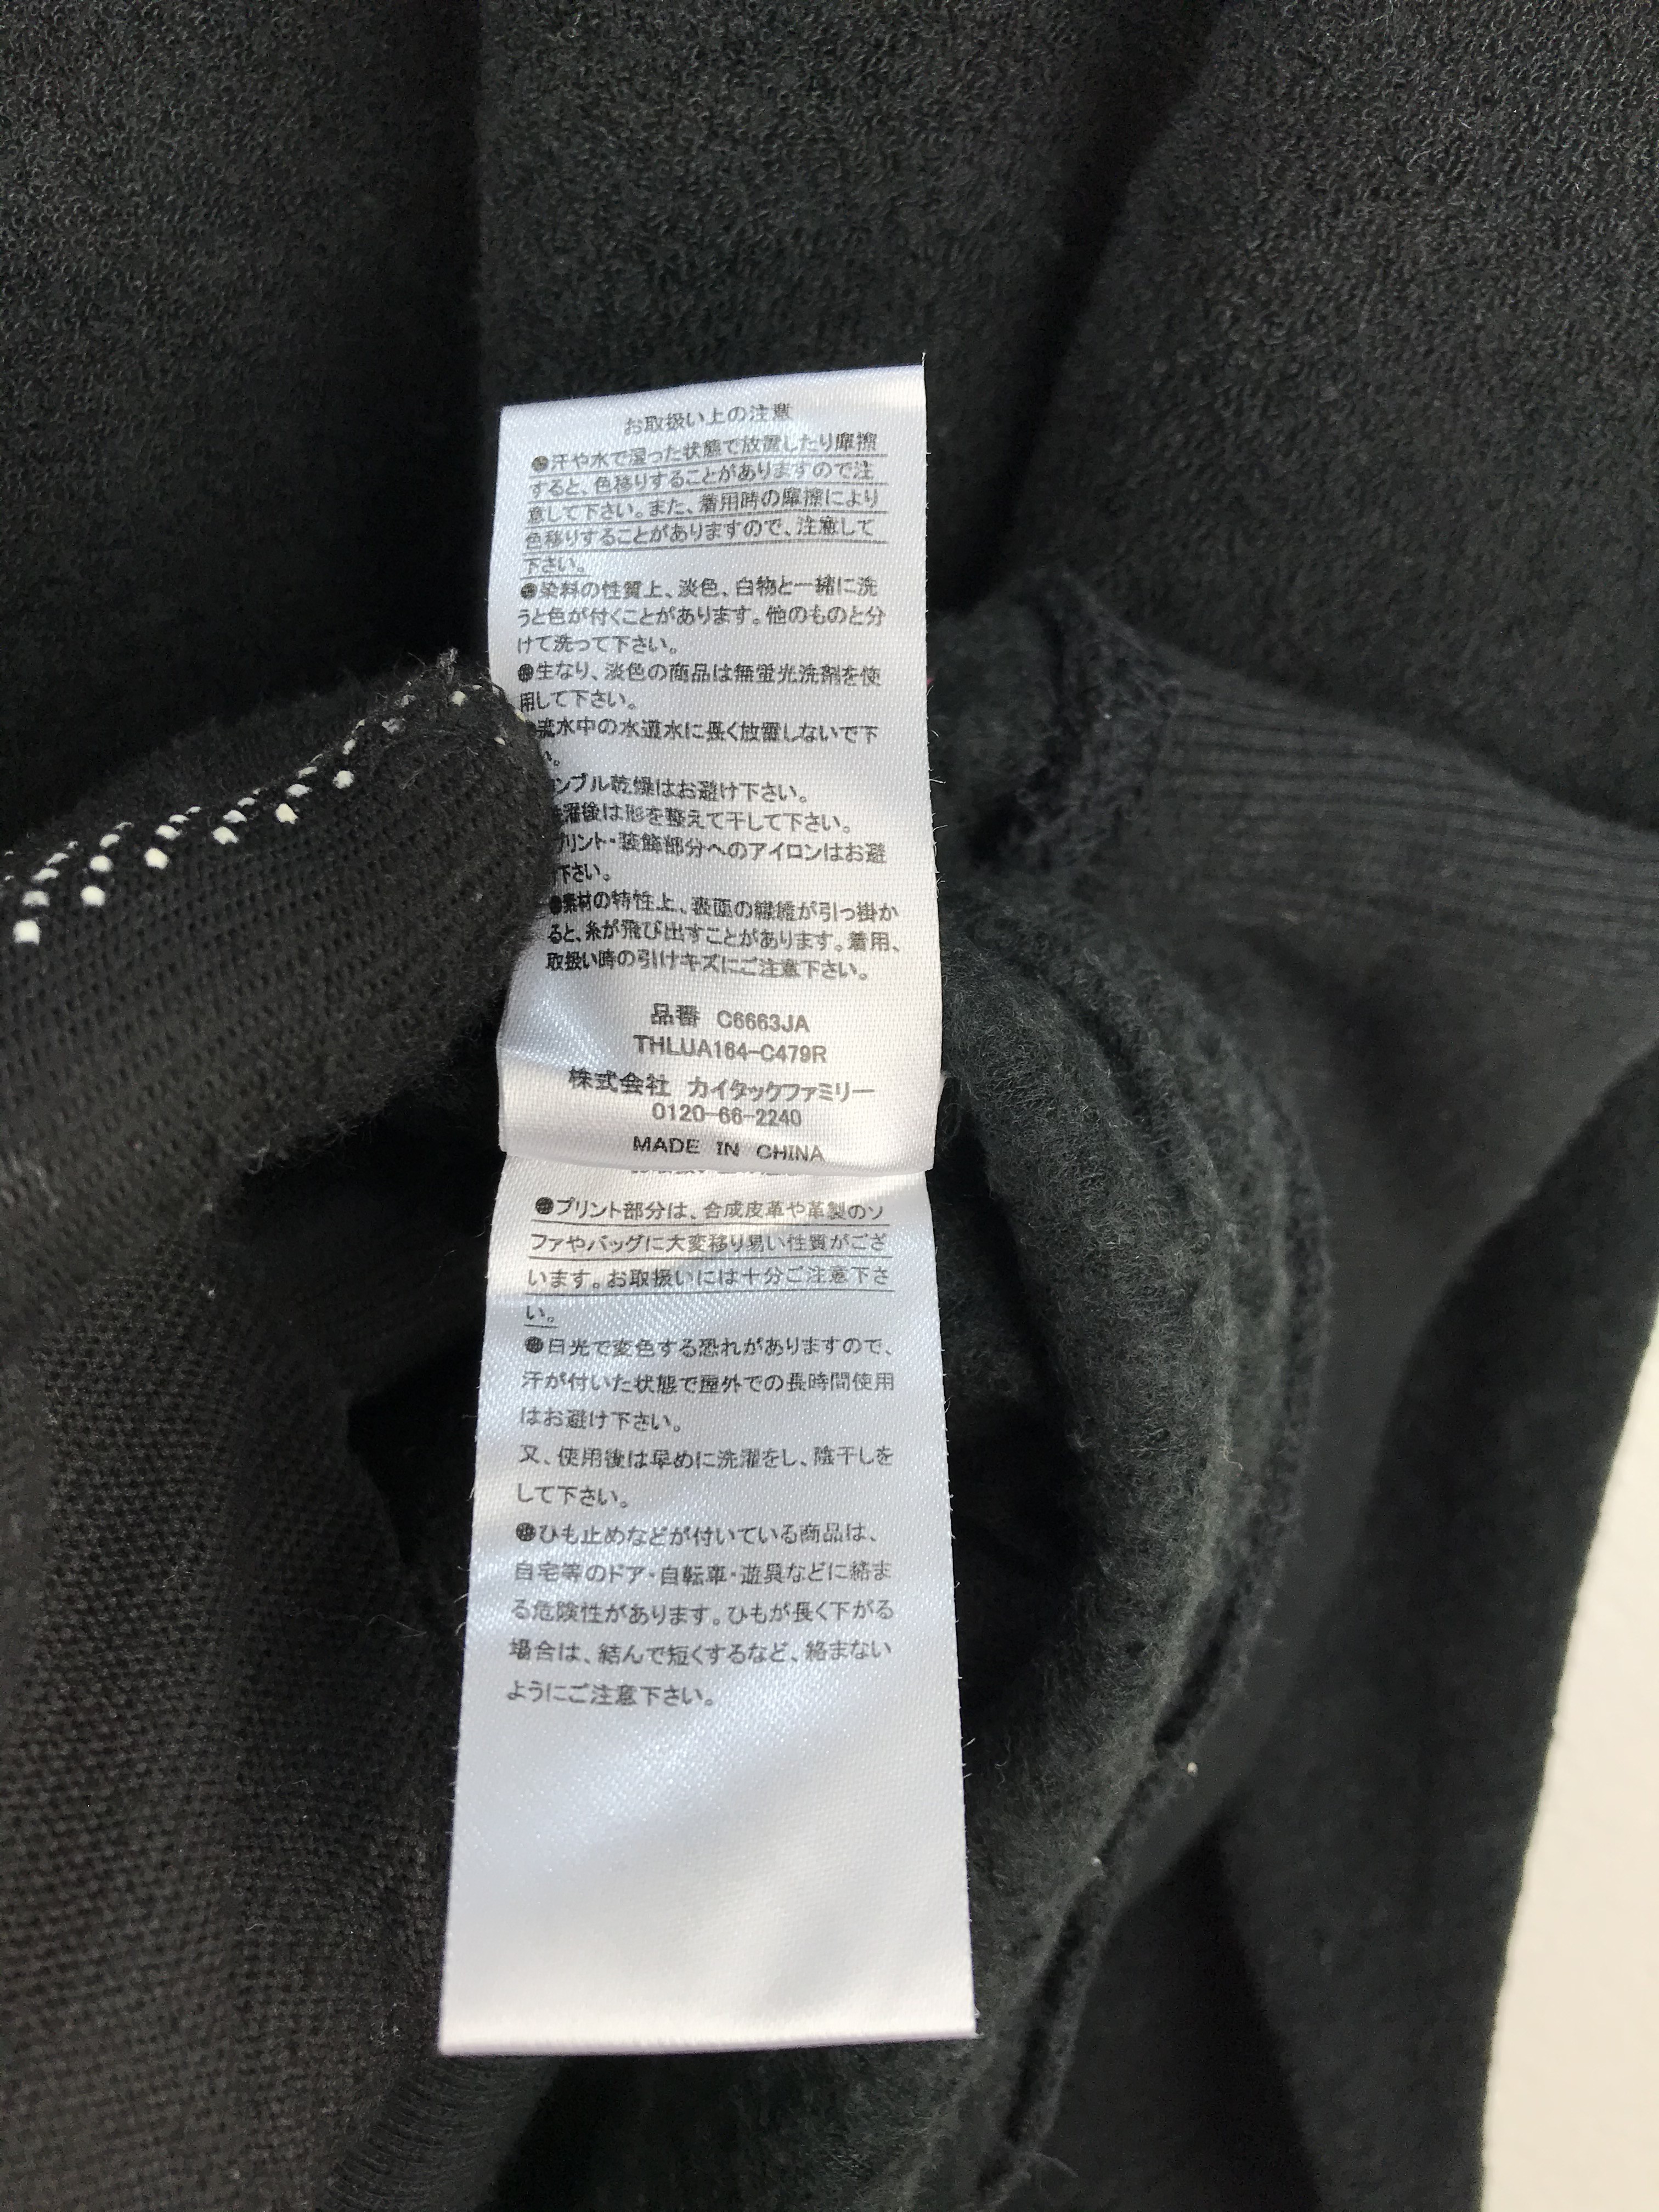 お取扱い上の注意
●汗や水で湿った状態で放置したり摩擦
すると、色移りすることがありますので注
意して下さい。また、着用時の摩擦により
色移りすることがありますので、注意して
下さい。
●染料の性質上、淡色、白物と一緒に洗
うと色が付くことがあります。他のものと分
けて洗って下さい。
●生なり、淡色の商品は無蛍光洗剤を使
用して下さい。
水中の水道水に長く放置しないで下
い。
ンブル乾燥はお避け下さい。
濯後は形を整えて干して下さい。
プリント・装飾部分へのアイロンはお避
下さい。
●素材の特性上、表面の繊維が引っ掛か
ると、糸が飛び出すことがあります。着用、
取扱い時の引けキズにご注意下さい。
品番 C6663JA
THLUA164-C479R
株式会社 カイタックファミリー
0120-66-2240
MADE IN CHINA
●プリント部分は、合成皮革や革製のソ
ファやバッグに大変移り易い性質がござ
います。お取扱いには十分ご注意下さ
い。
●日光で変色する恐れがありますので、
汗が付いた状態で屋外での長時間使用
はお避け下さい。
又、使用後は早めに洗濯をし、陰干しを
して下さい。
●ひも止めなどが付いている商品は、
自宅等のドア・自転車・遊具などに絡ま
る危険性があります。ひもが長く下がる
場合は、結んで短くするなど、絡まない
ようにご注意下さい。